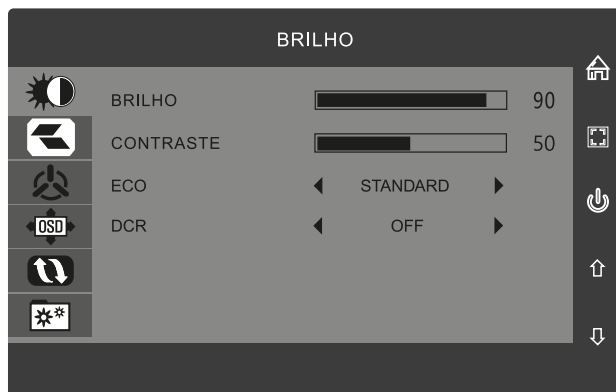 BRILHO
BRILHO 90
CONTRASTE 50
ECO STANDARD
DCR OFF
OSD